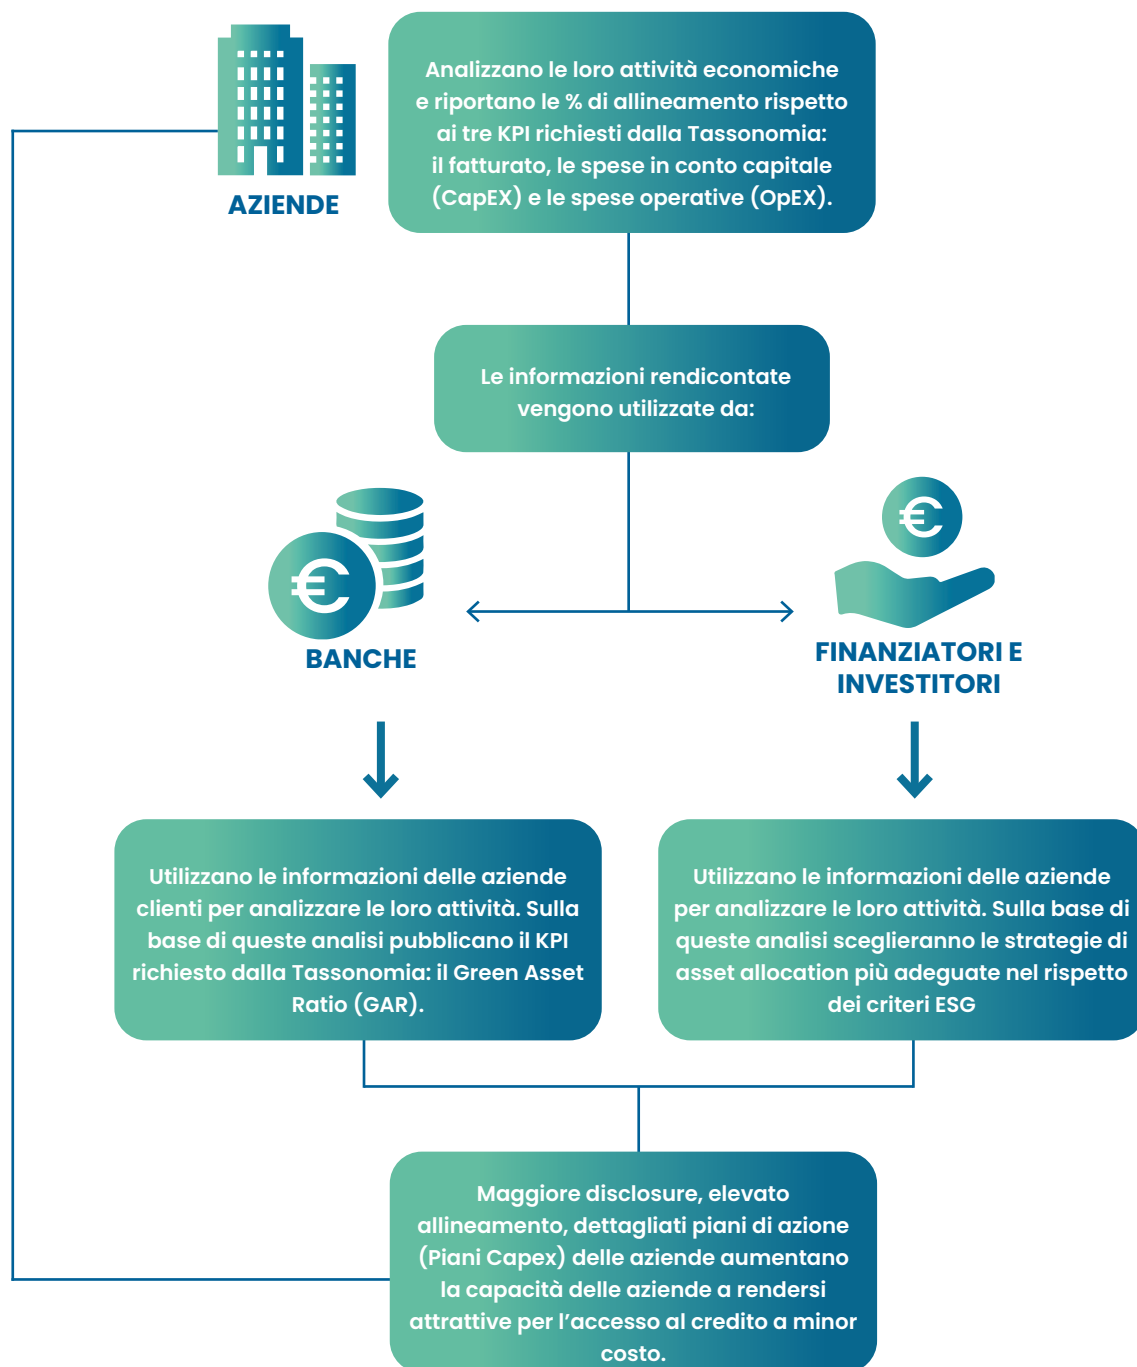 Analizzano le loro attività economiche
e riportano le % di allineamento rispetto
ai tre KPI richiesti dalla Tassonomia:
il fatturato, le spese in conto capitale
(CapEX) e le spese operative (OpEX).
AZIENDE
Le informazioni rendicontate
vengono utilizzate da:
€
€
BANCHE
FINANZIATORI E
INVESTITORI
Utilizzano le informazioni delle aziende
clienti per analizzare le loro attività. Sulla
base di queste analisi pubblicano il KPI
richiesto dalla Tassonomia: il Green Asset
Ratio (GAR).
Utilizzano le informazioni delle aziende
per analizzare le loro attività. Sulla base di
queste analisi sceglieranno le strategie di
asset allocation più adeguate nel rispetto
dei criteri ESG
Maggiore disclosure, elevato
allineamento, dettagliati piani di azione
(Piani Capex) delle aziende aumentano
la capacità delle aziende a rendersi
attrattive per l’accesso al credito a minor
costo.